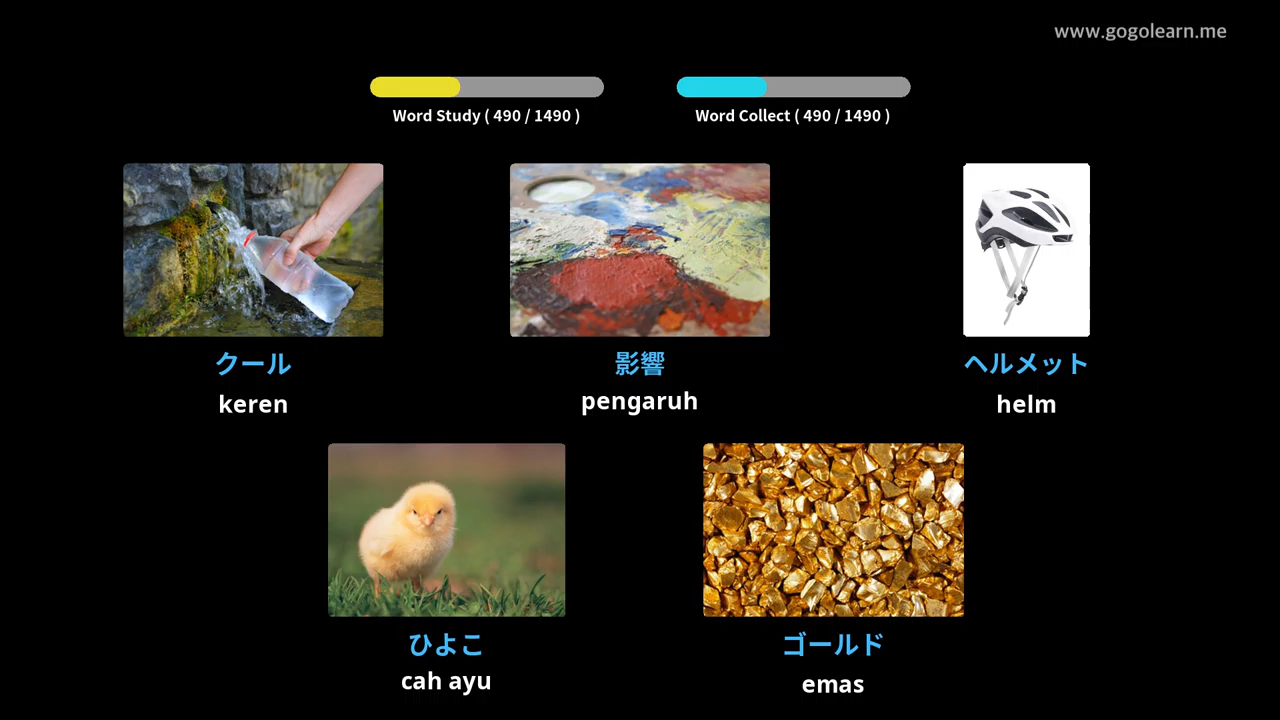 www.gogolearn.me
Word Study ( 490 / 1490 )
Word Collect ( 490 / 1490 )
クール
keren
影響
pengaruh
ヘルメット
helm
ひよこ
cah ayu
ゴールド
emas